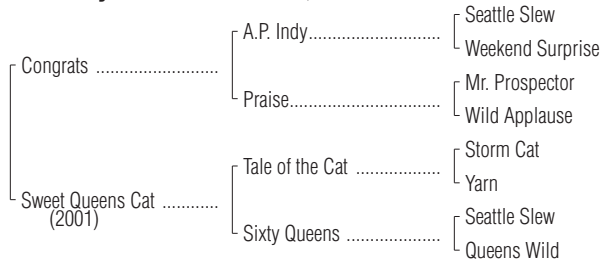 Seattle Slew
A.P. Indy..............................
Weekend Surprise
Congrats ............................
Mr. Prospector
Praise...................................
Wild Applause
Storm Cat
Tale of the Cat ...................
Yarn
Sweet Queens Cat ............
(2001)
Seattle Slew
Sixty Queens .....................
Queens Wild